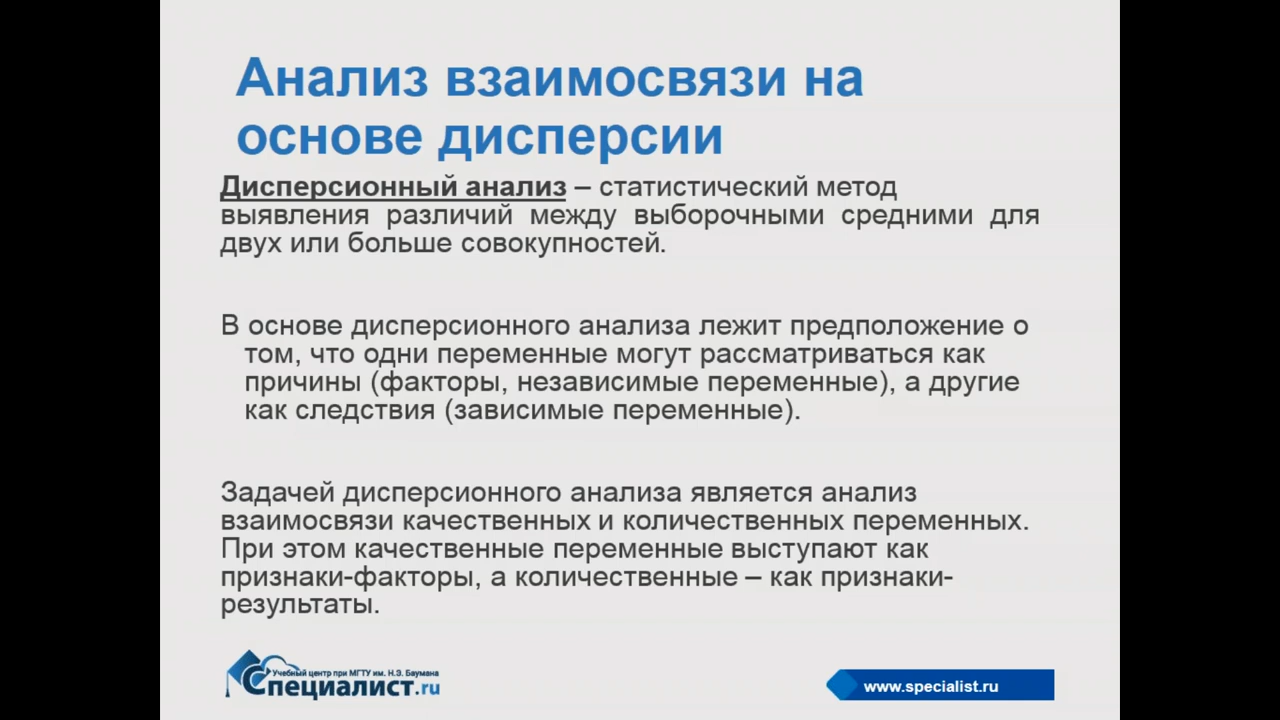 Анализ взаимосвязи на
основе дисперсии
Дисперсионный анализ – статистический метод
выявления различий между выборочными средними для
двух или больше совокупностей.
В основе дисперсионного анализа лежит предположение о
том, что одни переменные могут рассматриваться как
причины (факторы, независимые переменные), а другие
как следствия (зависимые переменные).
Задачей дисперсионного анализа является анализ
взаимосвязи качественных и количественных переменных.
При этом качественные переменные выступают как
признаки-факторы, а количественные – как признаки-
результаты.
Учебный центр при МГТУ им. Н.Э. Баумана
Специалист.ru
www.specialist.ru